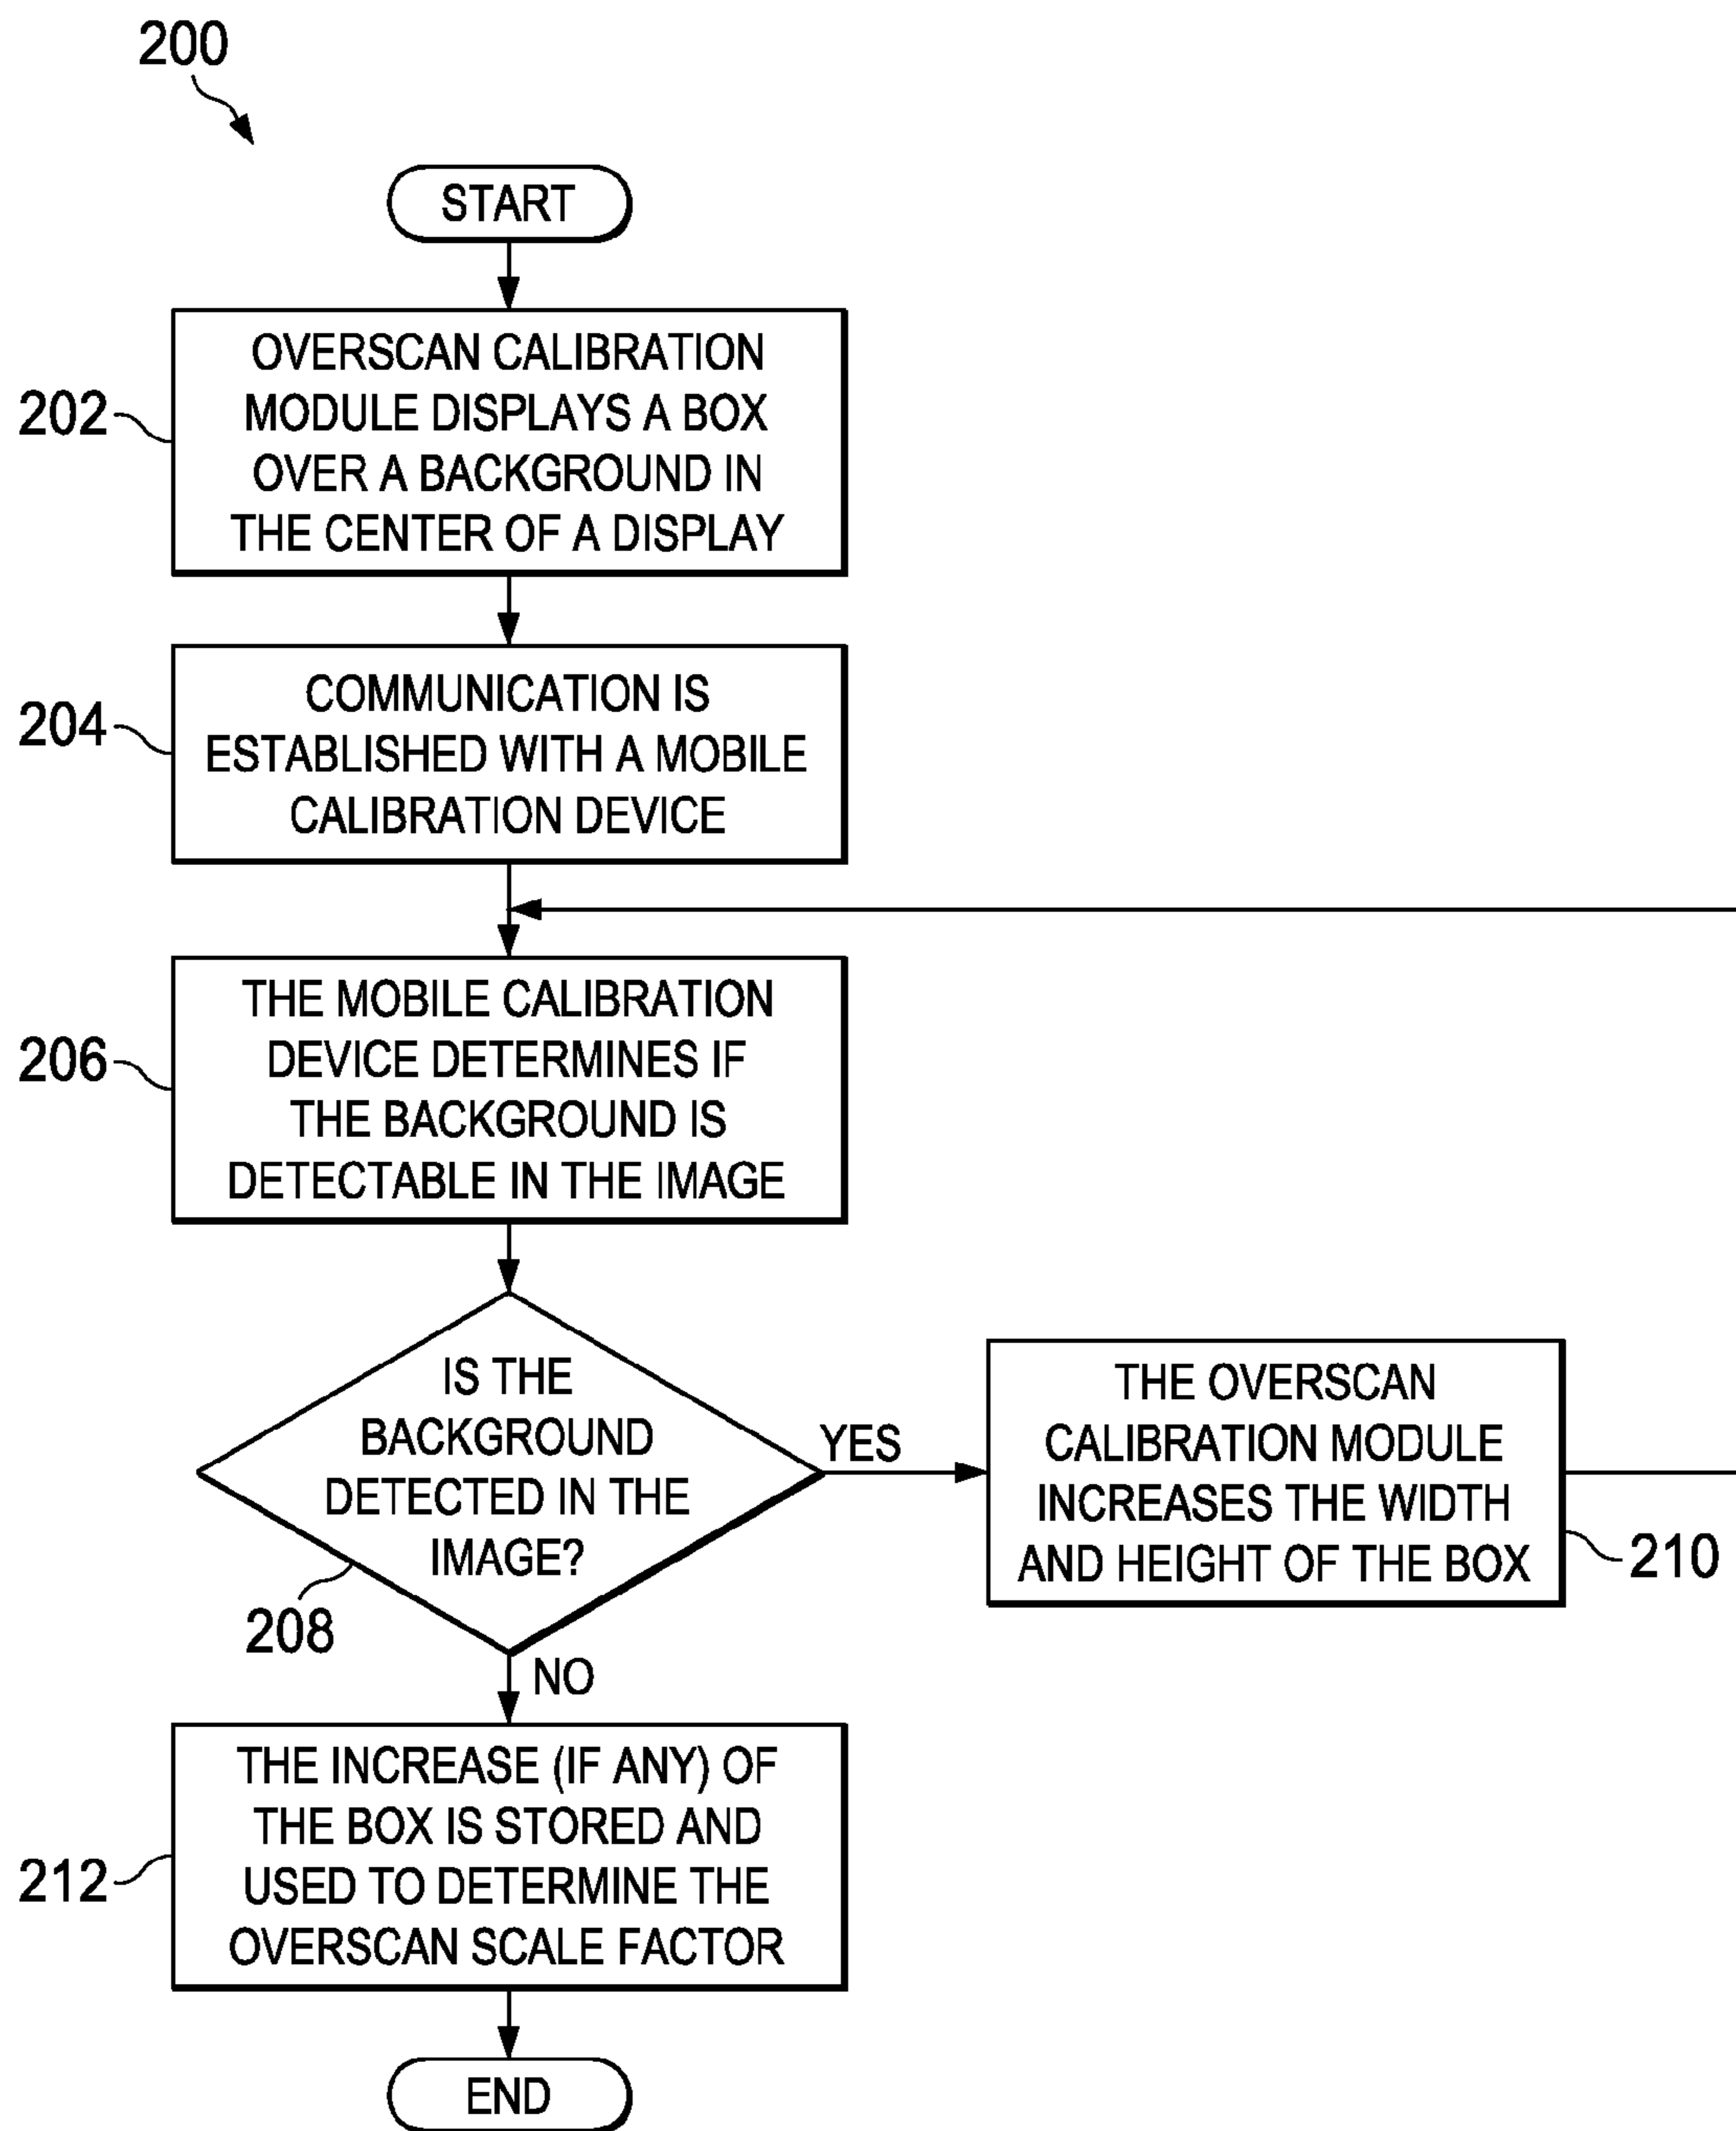 200
START
202
OVERSCAN CALIBRATION
MODULE DISPLAYS A BOX
OVER A BACKGROUND IN
THE CENTER OF A DISPLAY
204
COMMUNICATION IS
ESTABLISHED WITH A MOBILE
CALIBRATION DEVICE
206
THE MOBILE CALIBRATION
DEVICE DETERMINES IF
THE BACKGROUND IS
DETECTABLE IN THE IMAGE
IS THE
BACKGROUND
DETECTED IN THE
IMAGE?
208
YES
THE OVERSCAN
CALIBRATION MODULE
INCREASES THE WIDTH
AND HEIGHT OF THE BOX
210
NO
212
THE INCREASE (IF ANY) OF
THE BOX IS STORED AND
USED TO DETERMINE THE
OVERSCAN SCALE FACTOR
END